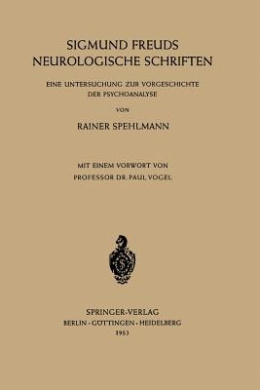 SIGMUND FREUDS
NEUROLOGISCHE SCHRIFTEN
EINE UNTERSUCHUNG ZUR VORGESCHICHTE
DER PSYCHOANALYSE
VON
RAINER SPEHLMANN
MIT EINEM VORWORT VON
PROFESSOR DR. PAUL VOGEL
SPRINGER-VERLAG
BERLIN · GÖTTINGEN · HEIDELBERG
1953